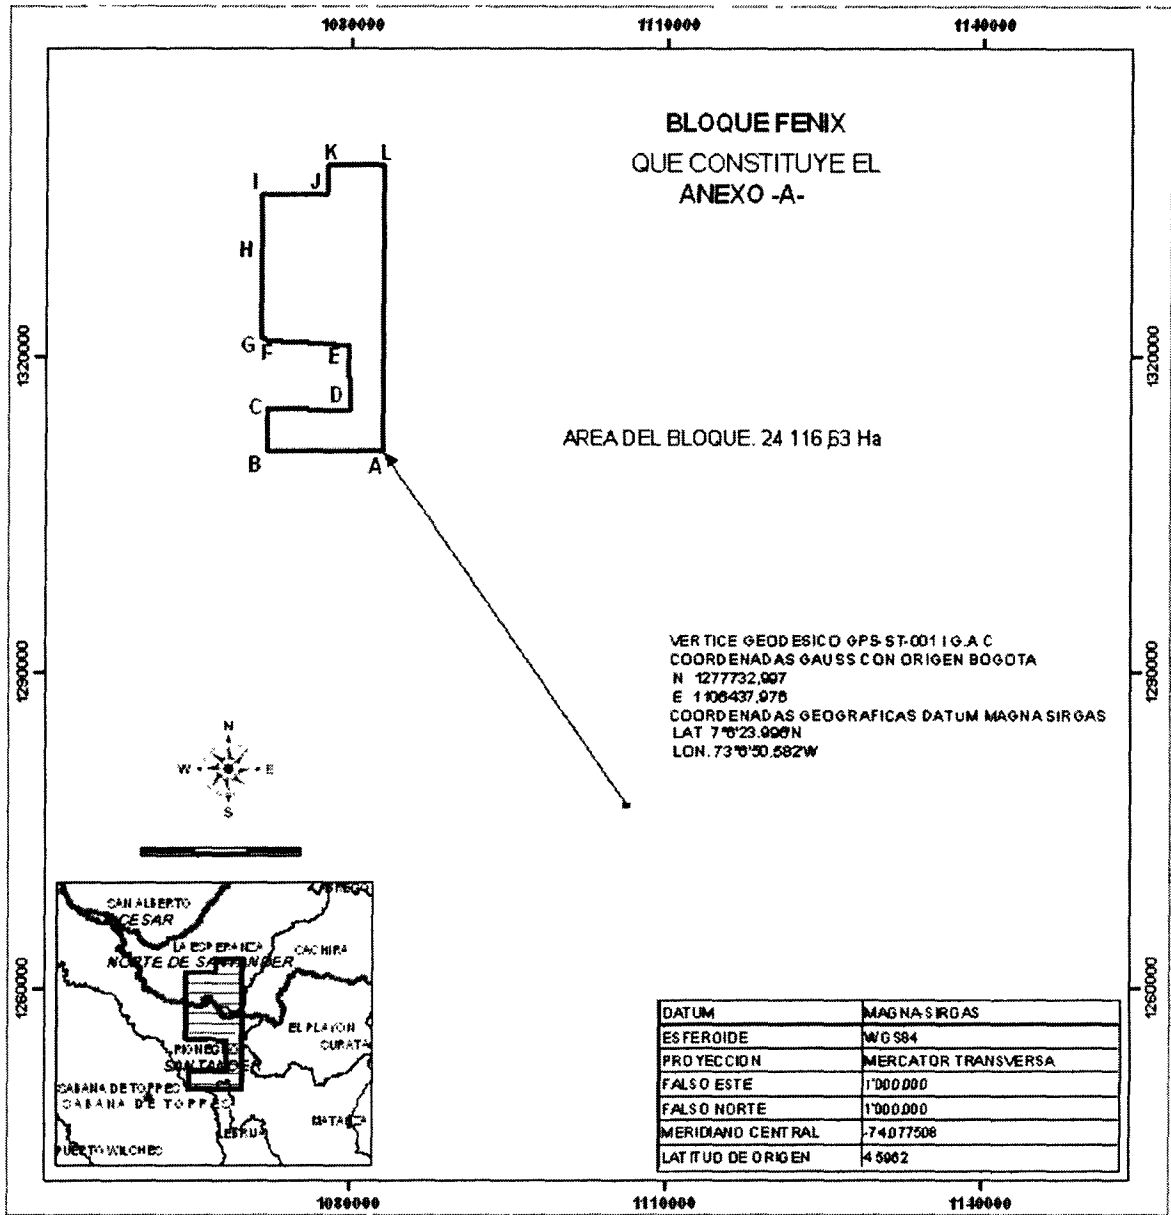 1080000 1110000 1140000
BLOQUE FENIX
QUE CONSTITUYE EL
ANEXO -A-
K L
I J
H
G F E
1320000 1320000
C D
B A
AREA DEL BLOQUE. 24 116,63 Ha
1290000 1290000
VERTICE GEODESICO GPS-ST-001 I G.A C
COORDENADAS GAUSS CON ORIGEN BOGOTA
N 1277732,997
E 1106437,976
COORDENADAS GEOGRAFICAS DATUM MAGNA SIRGAS
LAT 7°6'23.996"N
LON. 73°6'50.582W
N
W E
S
SAN ALBERTO
CESAR
LA ESPERANZA
CACHIRA
NORTE DE SANTANDER
1260000 1260000
EL PLAYON
RIONEGRO
SANTANDER
SABANA DE TORRES
SABANA DE TORRES
LEBRIJA
PUERTO WILCHES
DATUM MAGNA SIRGAS
ESFEROIDE WGS84
PROYECCION MERCATOR TRANSVERSA
FALSO ESTE 1'000.000
FALSO NORTE 1'000.000
MERIDIANO CENTRAL -74.077508
LATITUD DE ORIGEN 4.5962
1080000 1110000 1140000